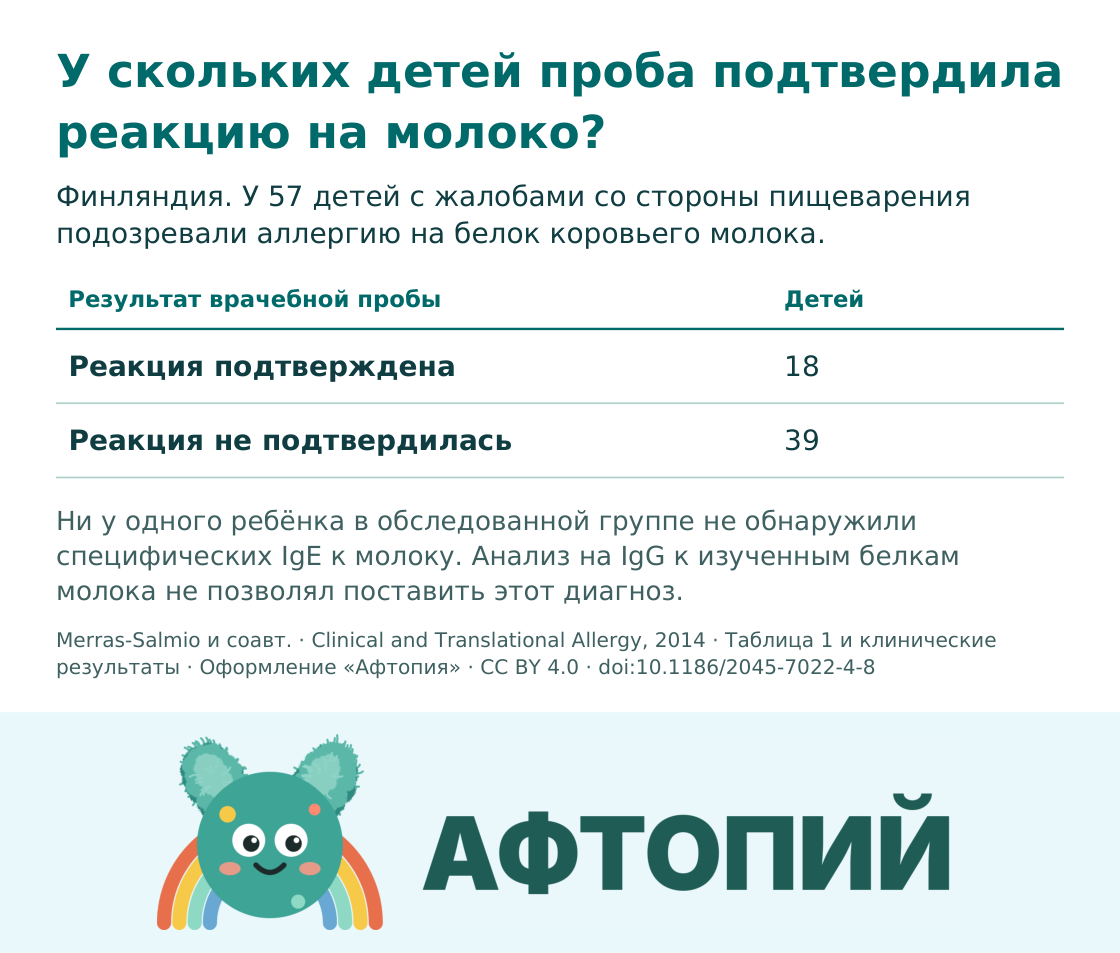 У скольких детей проба подтвердила
реакцию на молоко?
Финляндия. У 57 детей с жалобами со стороны пищеварения
подозревали аллергию на белок коровьего молока.
Результат врачебной пробы Детей
Реакция подтверждена 18
Реакция не подтвердилась 39
Ни у одного ребёнка в обследованной группе не обнаружили
специфических IgE к молоку. Анализ на IgG к изученным белкам
молока не позволял поставить этот диагноз.
Merras-Salmio и соавт. · Clinical and Translational Allergy, 2014 · Таблица 1 и клинические
результаты · Оформление «Афтопия» · CC BY 4.0 · doi:10.1186/2045-7022-4-8
АФТОПИЙ